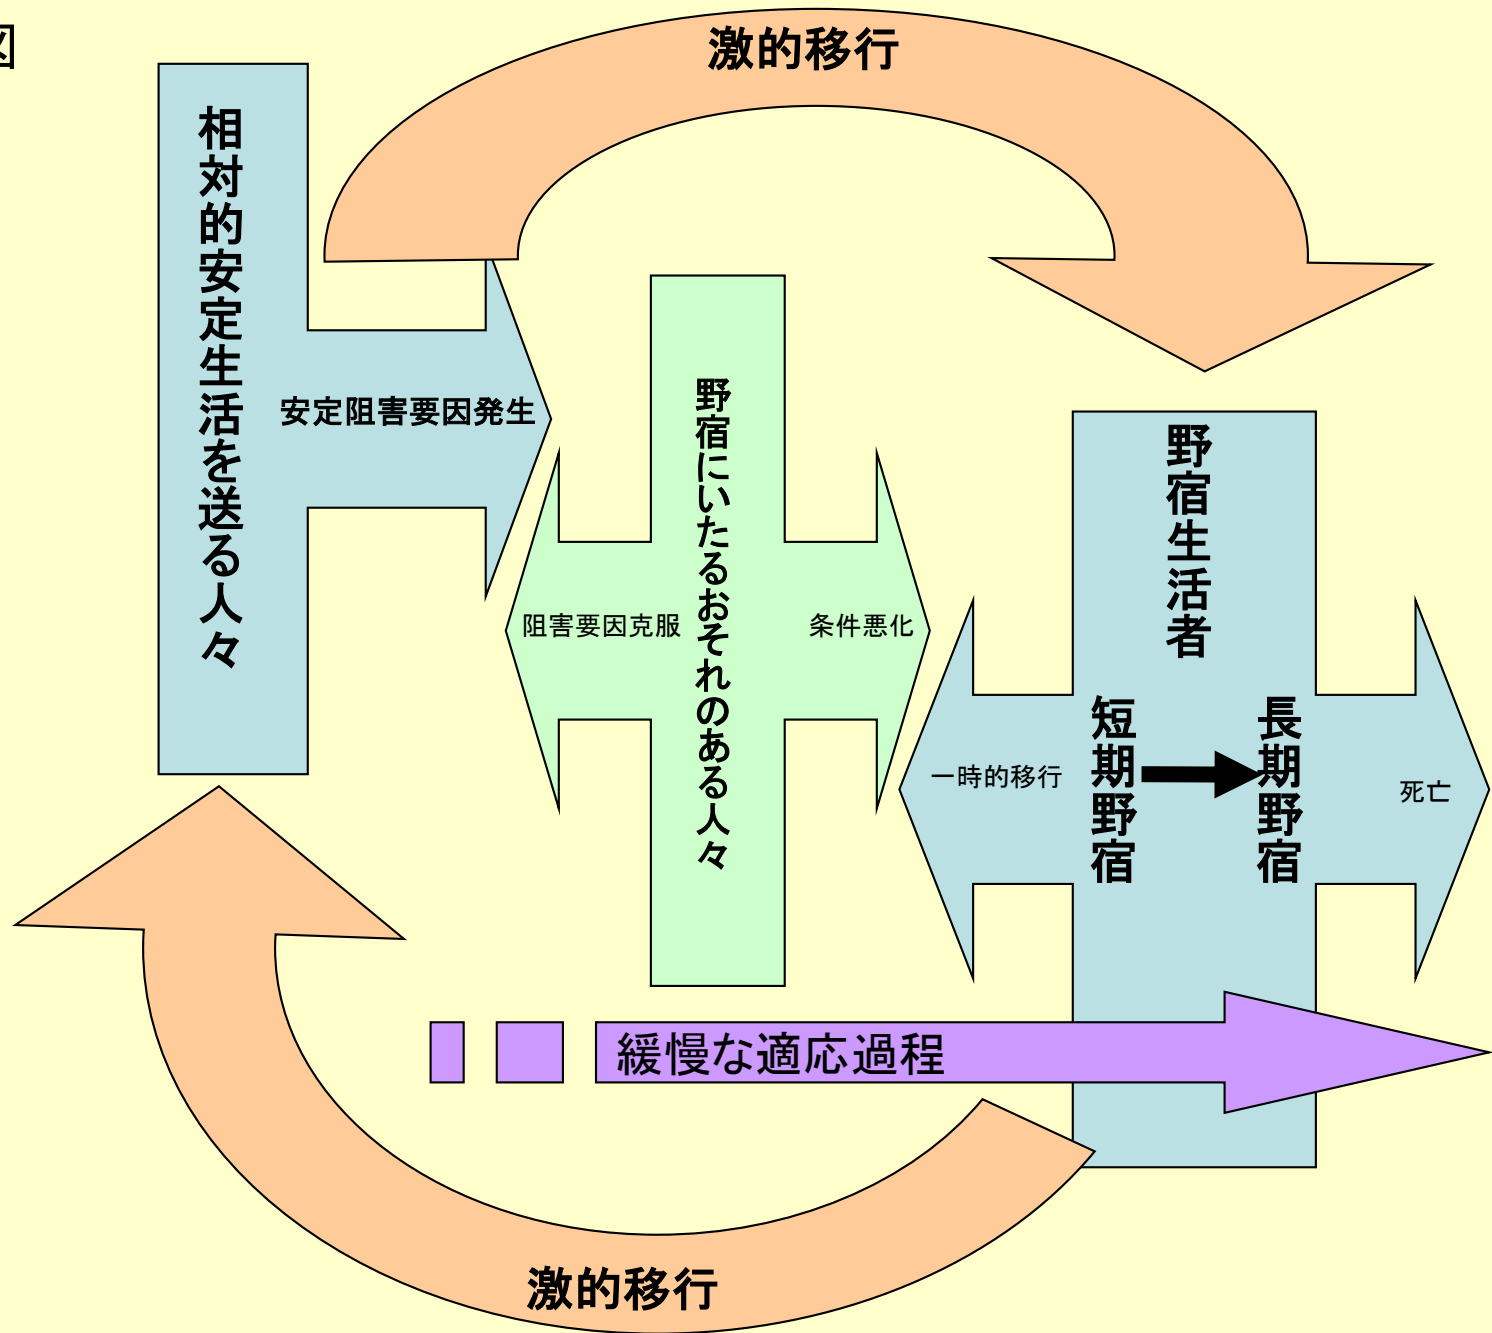 図
激的移行
相対的安定生活を送る人々
安定阻害要因発生
野宿にいたるおそれのある人々
阻害要因克服
条件悪化
野宿生活者
短期野宿
長期野宿
一時的移行
死亡
緩慢な適応過程
激的移行